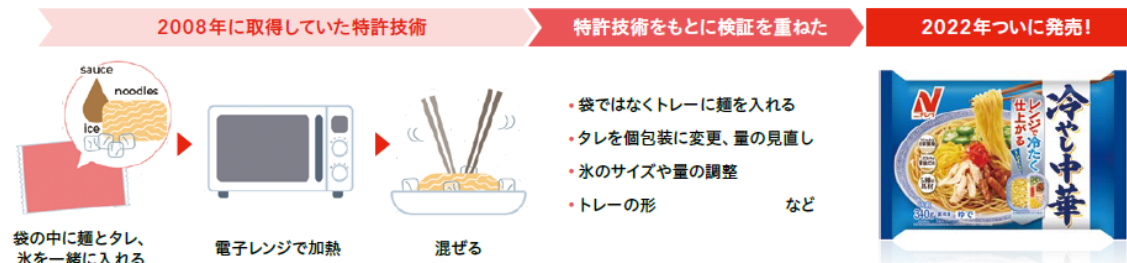 2008年に取得していた特許技術
特許技術をもとに検証を重ねた
2022年ついに発売!
sauce
noodles
ice
袋の中に麺とタレ、
氷を一緒に入れる
電子レンジで加熱
混ぜる
・袋ではなくトレーに麺を入れる
・タレを個包装に変更、量の見直し
・氷のサイズや量の調整
・トレーの形 など
冷やし中華
レンジで冷たく
仕上がる
340g
ゆで